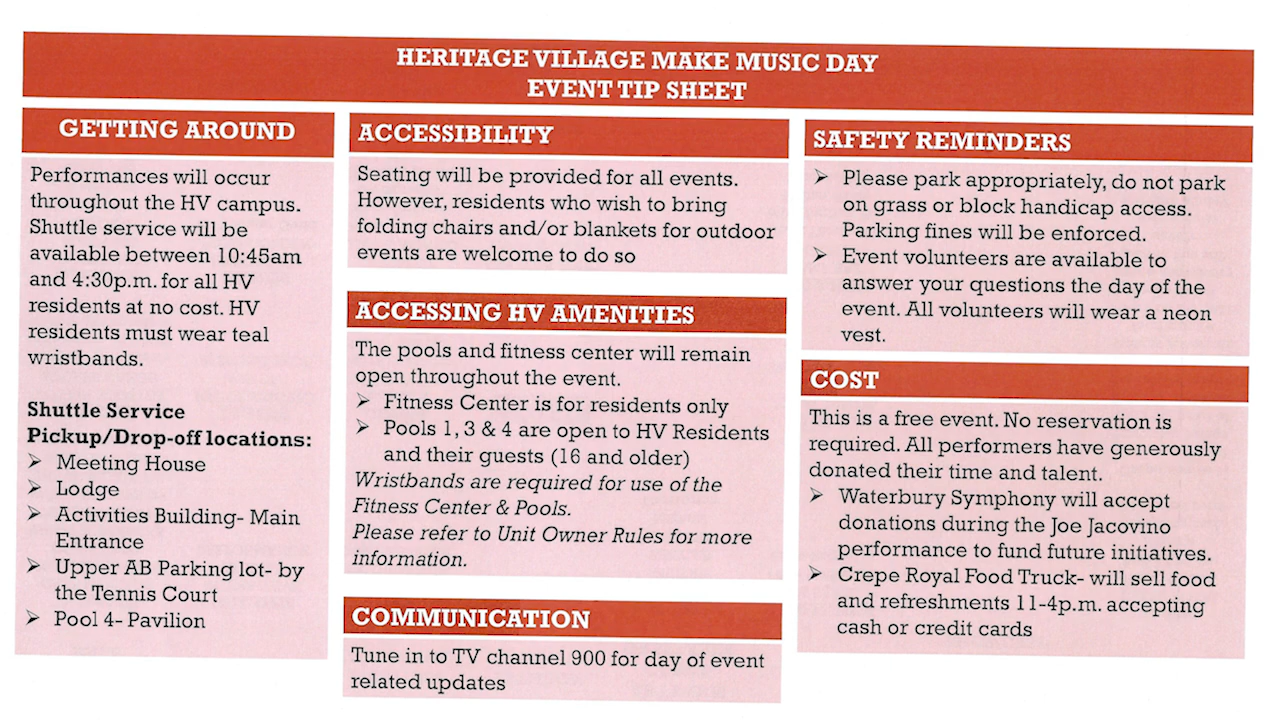 HERITAGE VILLAGE MAKE MUSIC DAY
EVENT TIP SHEET
GETTING AROUND
Performances will occur
throughout the HV campus.
Shuttle service will be
available between 10:45am
and 4:30p.m. for all HV
residents at no cost. HV
residents must wear teal
wristbands.
Shuttle Service
Pickup/Drop-off locations:
➢ Meeting House
➢ Lodge
➢ Activities Building- Main
Entrance
➢ Upper AB Parking lot- by
the Tennis Court
➢ Pool 4- Pavilion
ACCESSIBILITY
Seating will be provided for all events.
However, residents who wish to bring
folding chairs and/or blankets for outdoor
events are welcome to do so
ACCESSING HV AMENITIES
The pools and fitness center will remain
open throughout the event.
➢ Fitness Center is for residents only
➢ Pools 1, 3 & 4 are open to HV Residents
and their guests (16 and older)
Wristbands are required for use of the
Fitness Center & Pools.
Please refer to Unit Owner Rules for more
information.
COMMUNICATION
Tune in to TV channel 900 for day of event
related updates
SAFETY REMINDERS
➢ Please park appropriately, do not park
on grass or block handicap access.
Parking fines will be enforced.
➢ Event volunteers are available to
answer your questions the day of the
event. All volunteers will wear a neon
vest.
COST
This is a free event. No reservation is
required. All performers have generously
donated their time and talent.
➢ Waterbury Symphony will accept
donations during the Joe Jacovino
performance to fund future initiatives.
➢ Crepe Royal Food Truck- will sell food
and refreshments 11-4p.m. accepting
cash or credit cards